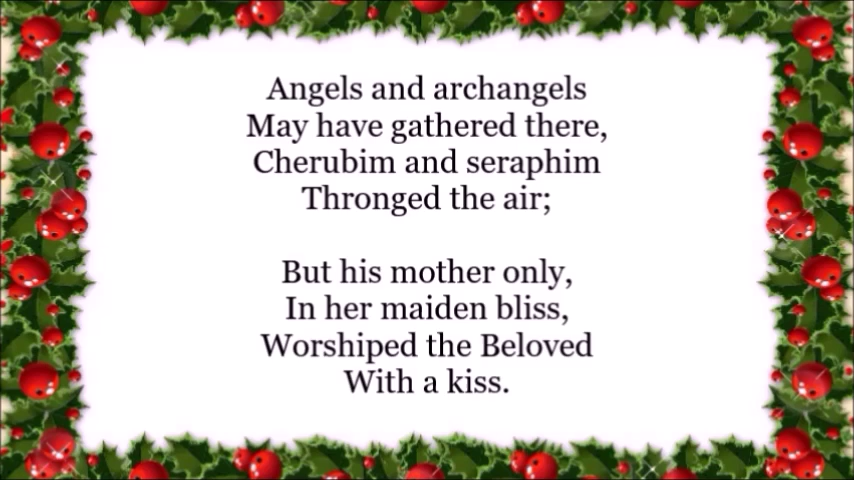 Angels and archangels
May have gathered there,
Cherubim and seraphim
Thronged the air;
But his mother only,
In her maiden bliss,
Worshiped the Beloved
With a kiss.